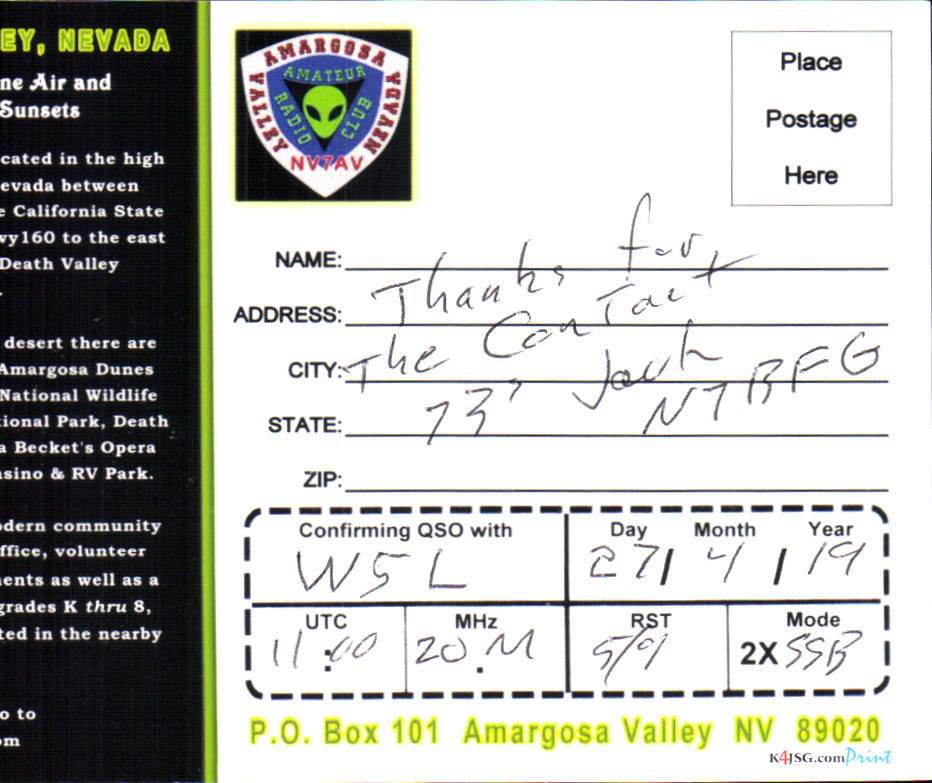 EY, NEVADA
ne Air and
Sunsets
cated in the high
evada between
e California State
wy160 to the east
Death Valley
.
desert there are
Amargosa Dunes
National Wildlife
ional Park, Death
a Becket's Opera
asino & RV Park.
odern community
ffice, volunteer
ents as well as a
grades K thru 8,
ted in the nearby
o to
om
AMARGOSA
VALLEY
NEVADA
AMATEUR
RADIO
CLUB
NV7AV
Place
Postage
Here
NAME:
ADDRESS:
CITY:
STATE:
ZIP:
Thanks for
The Contact
73's Jack
N7BFG
Confirming QSO with
W5L
Day Month Year
27/ 4 / 19
UTC
11:00
MHz
20.M
RST
5/9
Mode
2X SSB
P.O. Box 101 Amargosa Valley NV 89020
K4JSG.com Print